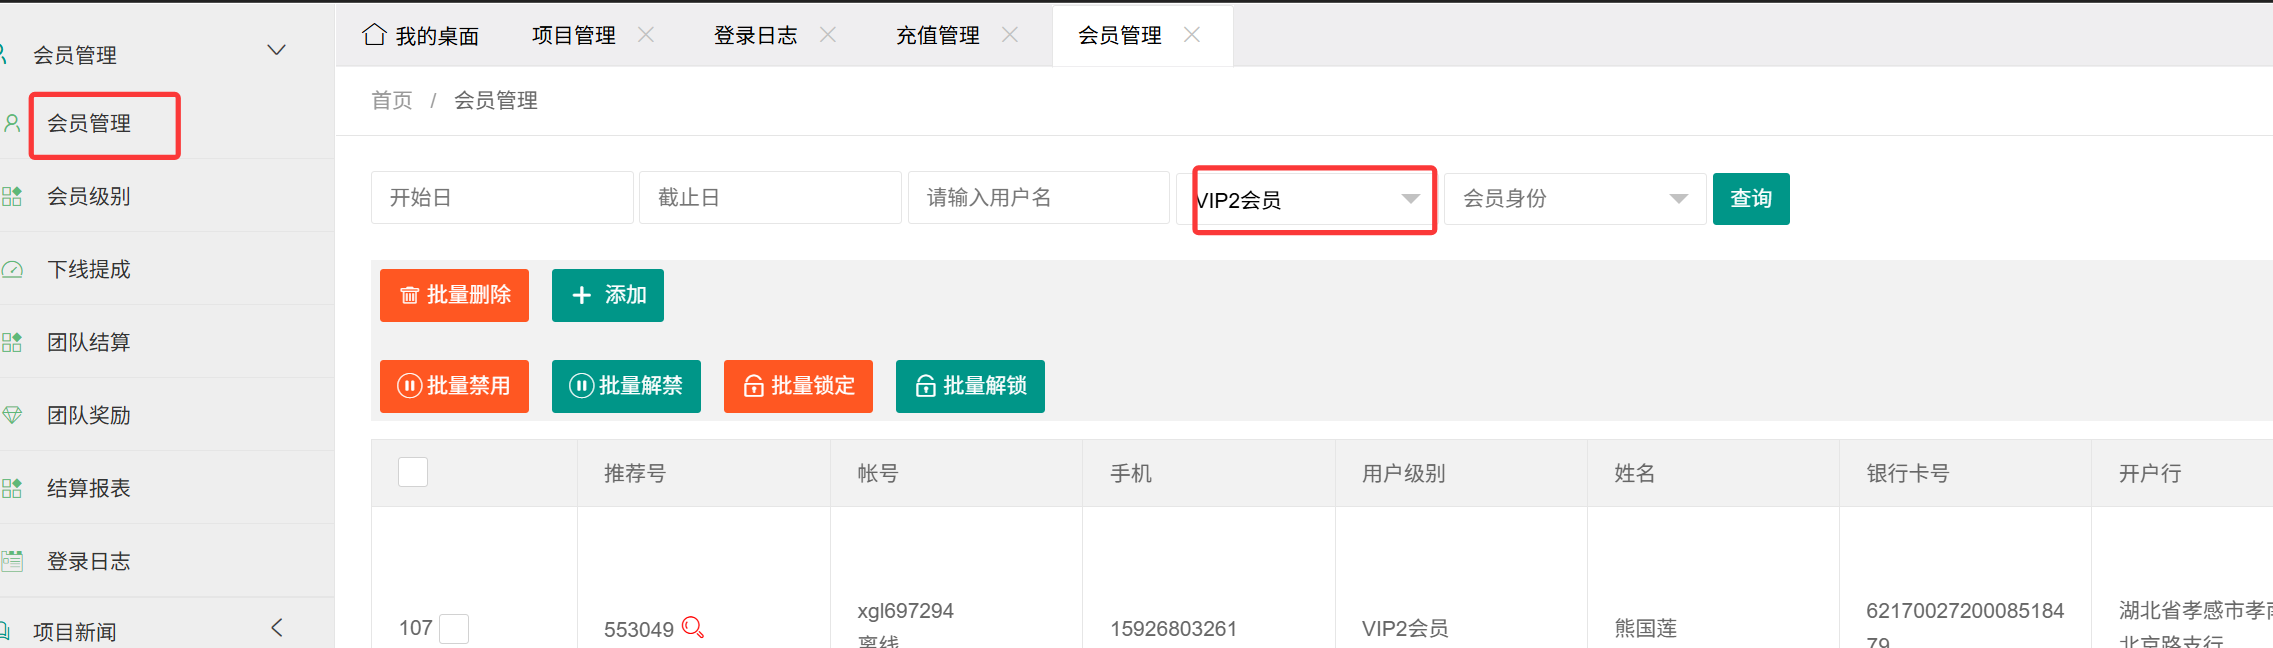 会员管理
会员管理
会员级别
下线提成
团队结算
团队奖励
结算报表
登录日志
项目新闻
我的桌面 项目管理 登录日志 充值管理 会员管理
首页 / 会员管理
开始日 截止日 请输入用户名 VIP2会员 会员身份 查询
批量删除 添加
批量禁用 批量解禁 批量锁定 批量解锁
推荐号 帐号 手机 用户级别 姓名 银行卡号 开户行
107 553049 xgl697294 15926803261 VIP2会员 熊国莲 62170027200085184 湖北省孝感市孝南
离线 79 北京路支行